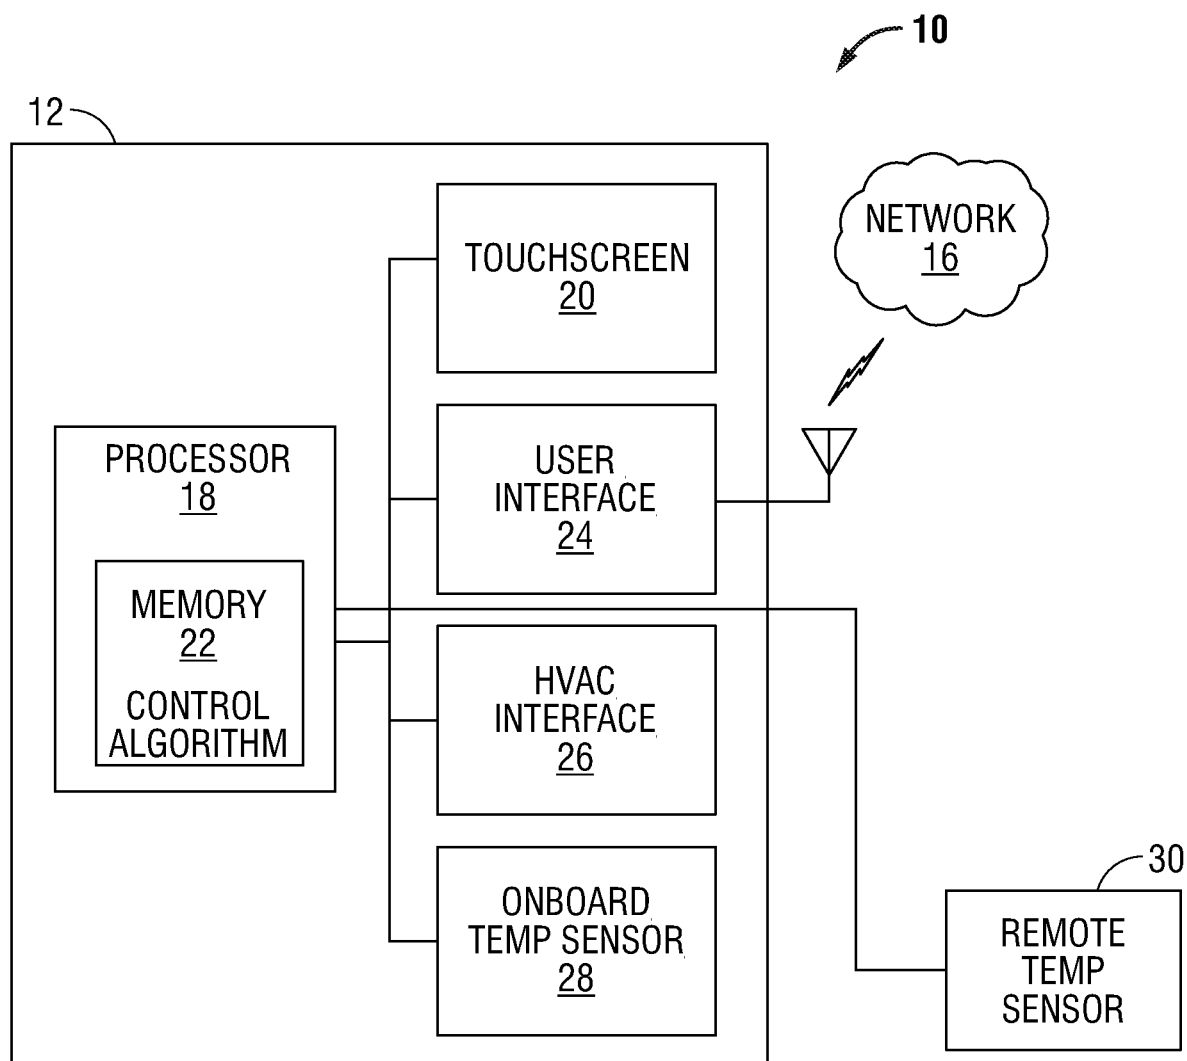 10
12
NETWORK
16
TOUCHSCREEN
20
PROCESSOR
18
USER
INTERFACE
24
MEMORY
22
CONTROL
ALGORITHM
HVAC
INTERFACE
26
ONBOARD
TEMP SENSOR
28
30
REMOTE
TEMP
SENSOR